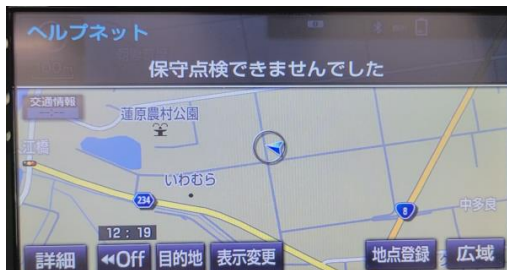 ヘルプネット
保守点検できませんでした
交通情報
--:--
蓮原農村公園
江橋
いわむら
234
8
中多良
12:19
詳細
◀◀Off
目的地
表示変更
地点登録
広域